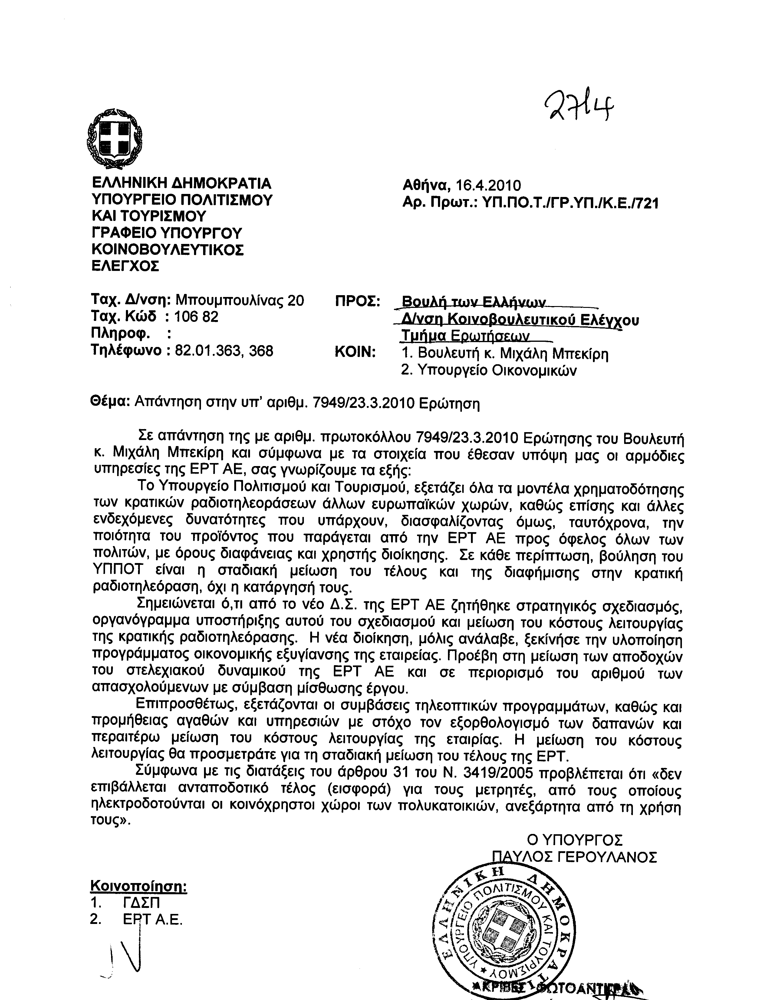 27/4
ΕΛΛΗΝΙΚΗ ΔΗΜΟΚΡΑΤΙΑ
ΥΠΟΥΡΓΕΙΟ ΠΟΛΙΤΙΣΜΟΥ
ΚΑΙ ΤΟΥΡΙΣΜΟΥ
ΓΡΑΦΕΙΟ ΥΠΟΥΡΓΟΥ
ΚΟΙΝΟΒΟΥΛΕΥΤΙΚΟΣ
ΕΛΕΓΧΟΣ
Αθήνα, 16.4.2010
Αρ. Πρωτ.: ΥΠ.ΠΟ.Τ./ΓΡ.ΥΠ./Κ.Ε./721
Ταχ. Δ/νση: Μπουμπουλίνας 20
Ταχ. Κώδ : 106 82
Πληροφ. :
Τηλέφωνο : 82.01.363, 368
ΠΡΟΣ: Βουλή των Ελλήνων
Δ/νση Κοινοβουλευτικού Ελέγχου
Τμήμα Ερωτήσεων
ΚΟΙΝ: 1. Βουλευτή κ. Μιχάλη Μπεκίρη
2. Υπουργείο Οικονομικών
Θέμα: Απάντηση στην υπ’ αριθμ. 7949/23.3.2010 Ερώτηση
Σε απάντηση της με αριθμ. πρωτοκόλλου 7949/23.3.2010 Ερώτησης του Βουλευτή
κ. Μιχάλη Μπεκίρη και σύμφωνα με τα στοιχεία που έθεσαν υπόψη μας οι αρμόδιες
υπηρεσίες της ΕΡΤ ΑΕ, σας γνωρίζουμε τα εξής:
Το Υπουργείο Πολιτισμού και Τουρισμού, εξετάζει όλα τα μοντέλα χρηματοδότησης
των κρατικών ραδιοτηλεοράσεων άλλων ευρωπαϊκών χωρών, καθώς επίσης και άλλες
ενδεχόμενες δυνατότητες που υπάρχουν, διασφαλίζοντας όμως, ταυτόχρονα, την
ποιότητα του προϊόντος που παράγεται από την ΕΡΤ ΑΕ προς όφελος όλων των
πολιτών, με όρους διαφάνειας και χρηστής διοίκησης. Σε κάθε περίπτωση, βούληση του
ΥΠΠΟΤ είναι η σταδιακή μείωση του τέλους και της διαφήμισης στην κρατική
ραδιοτηλεόραση, όχι η κατάργησή τους.
Σημειώνεται ό,τι από το νέο Δ.Σ. της ΕΡΤ ΑΕ ζητήθηκε στρατηγικός σχεδιασμός,
οργανόγραμμα υποστήριξης αυτού του σχεδιασμού και μείωση του κόστους λειτουργίας
της κρατικής ραδιοτηλεόρασης. Η νέα διοίκηση, μόλις ανάλαβε, ξεκίνησε την υλοποίηση
προγράμματος οικονομικής εξυγίανσης της εταιρείας. Προέβη στη μείωση των αποδοχών
του στελεχιακού δυναμικού της ΕΡΤ ΑΕ και σε περιορισμό του αριθμού των
απασχολούμενων με σύμβαση μίσθωσης έργου.
Επιπροσθέτως, εξετάζονται οι συμβάσεις τηλεοπτικών προγραμμάτων, καθώς και
προμήθειας αγαθών και υπηρεσιών με στόχο τον εξορθολογισμό των δαπανών και
περαιτέρω μείωση του κόστους λειτουργίας της εταιρίας. Η μείωση του κόστους
λειτουργίας θα προσμετράτε για τη σταδιακή μείωση του τέλους της ΕΡΤ.
Σύμφωνα με τις διατάξεις του άρθρου 31 του Ν. 3419/2005 προβλέπεται ότι «δεν
επιβάλλεται ανταποδοτικό τέλος (εισφορά) για τους μετρητές, από τους οποίους
ηλεκτροδοτούνται οι κοινόχρηστοι χώροι των πολυκατοικιών, ανεξάρτητα από τη χρήση
τους».
Ο ΥΠΟΥΡΓΟΣ
ΠΑΥΛΟΣ ΓΕΡΟΥΛΑΝΟΣ
Κοινοποίηση:
1. ΓΔΣΠ
2. ΕΡΤ Α.Ε.
ΕΛΛΗΝΙΚΗ ΔΗΜΟΚΡΑΤΙ
ΥΠΟΥΡΓΕΙΟ ΠΟΛΙΤΙΣΜΟΥ ΚΑΙ ΤΟΥΡΙΣΜΟΥ
ΑΚΡΙΒΕΣ